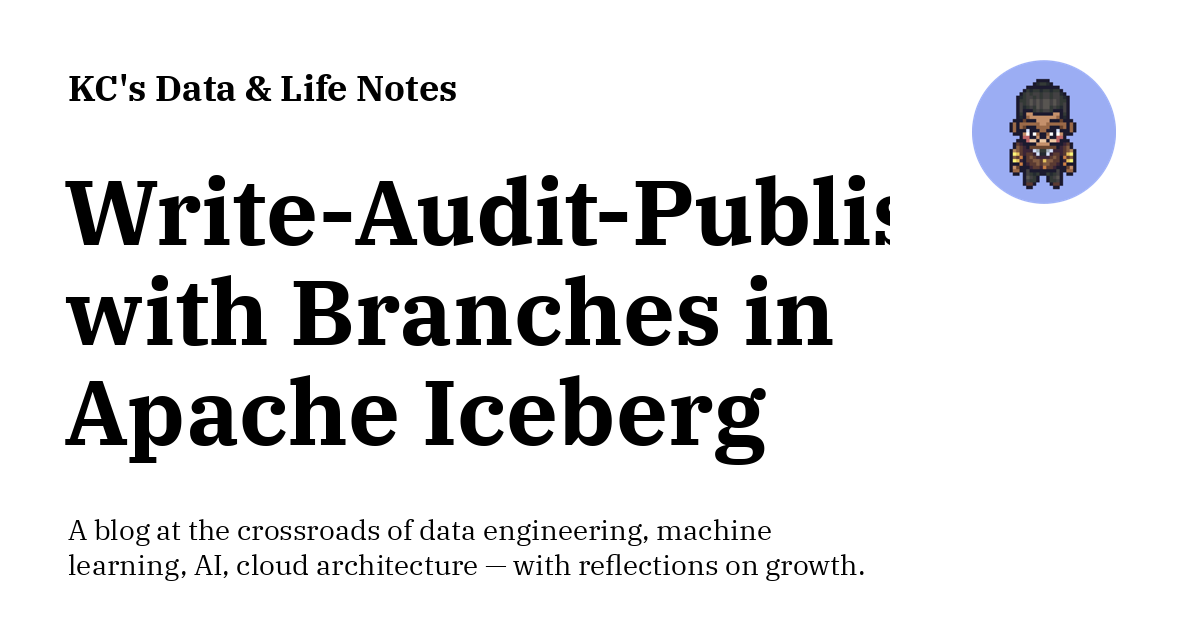 KC's Data & Life Notes
Write-Audit-Publis
with Branches in
Apache Iceberg
A blog at the crossroads of data engineering, machine
learning, AI, cloud architecture — with reflections on growth.